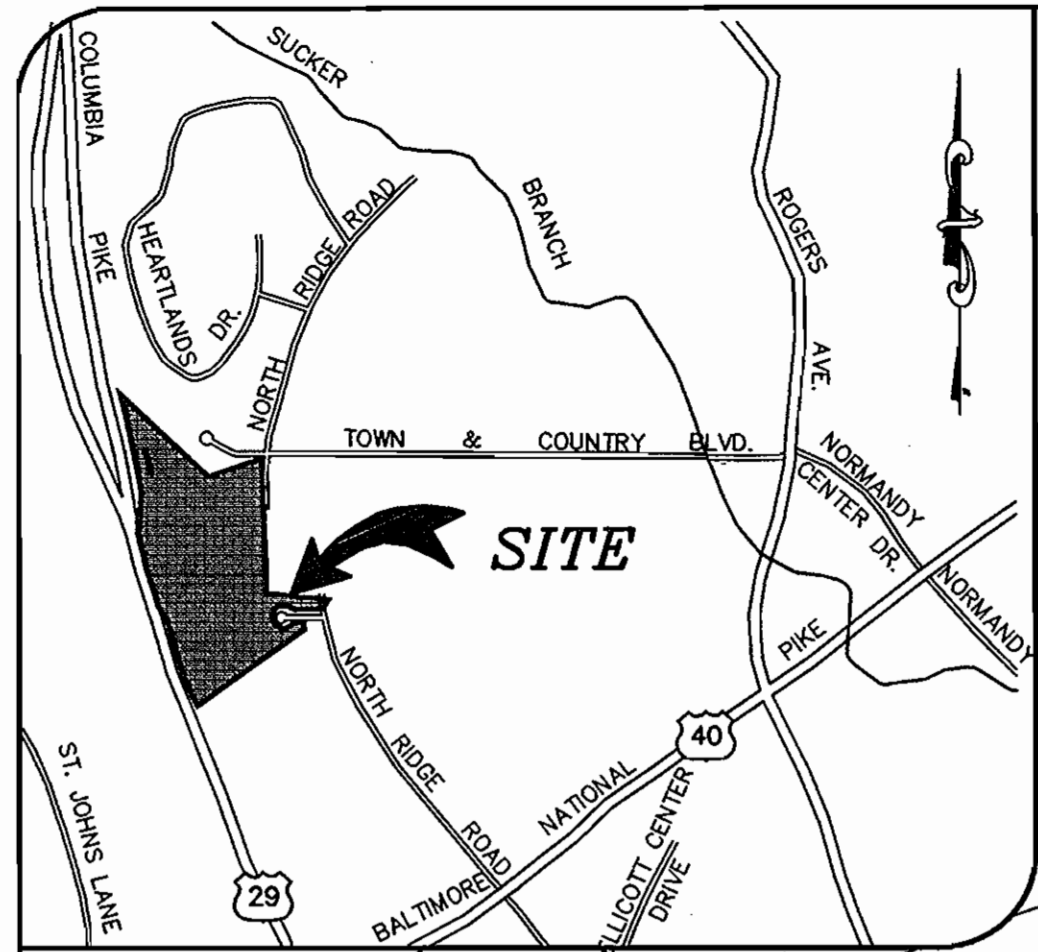 COLUMBIA
PIKE
SUCKER
BRANCH
ROGERS
AVE.
HEARTLANDS
DR.
NORTH RIDGE ROAD
TOWN & COUNTRY BLVD.
NORMANDY
CENTER DR.
NORMANDY
SITE
NORTH
RIDGE
ROAD
BALTIMORE NATIONAL PIKE
40
ST. JOHNS LANE
29
LLICOTT CENTER
DRIVE